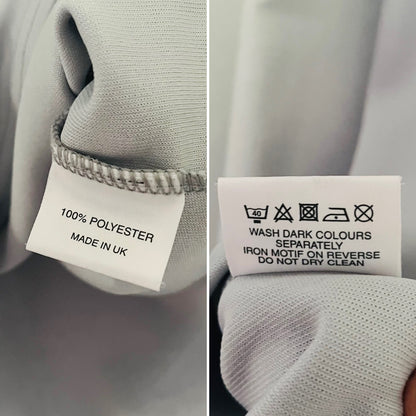 100% POLYESTER
MADE IN UK
40
WASH DARK COLOURS
SEPARATELY
IRON MOTIF ON REVERSE
DO NOT DRY CLEAN